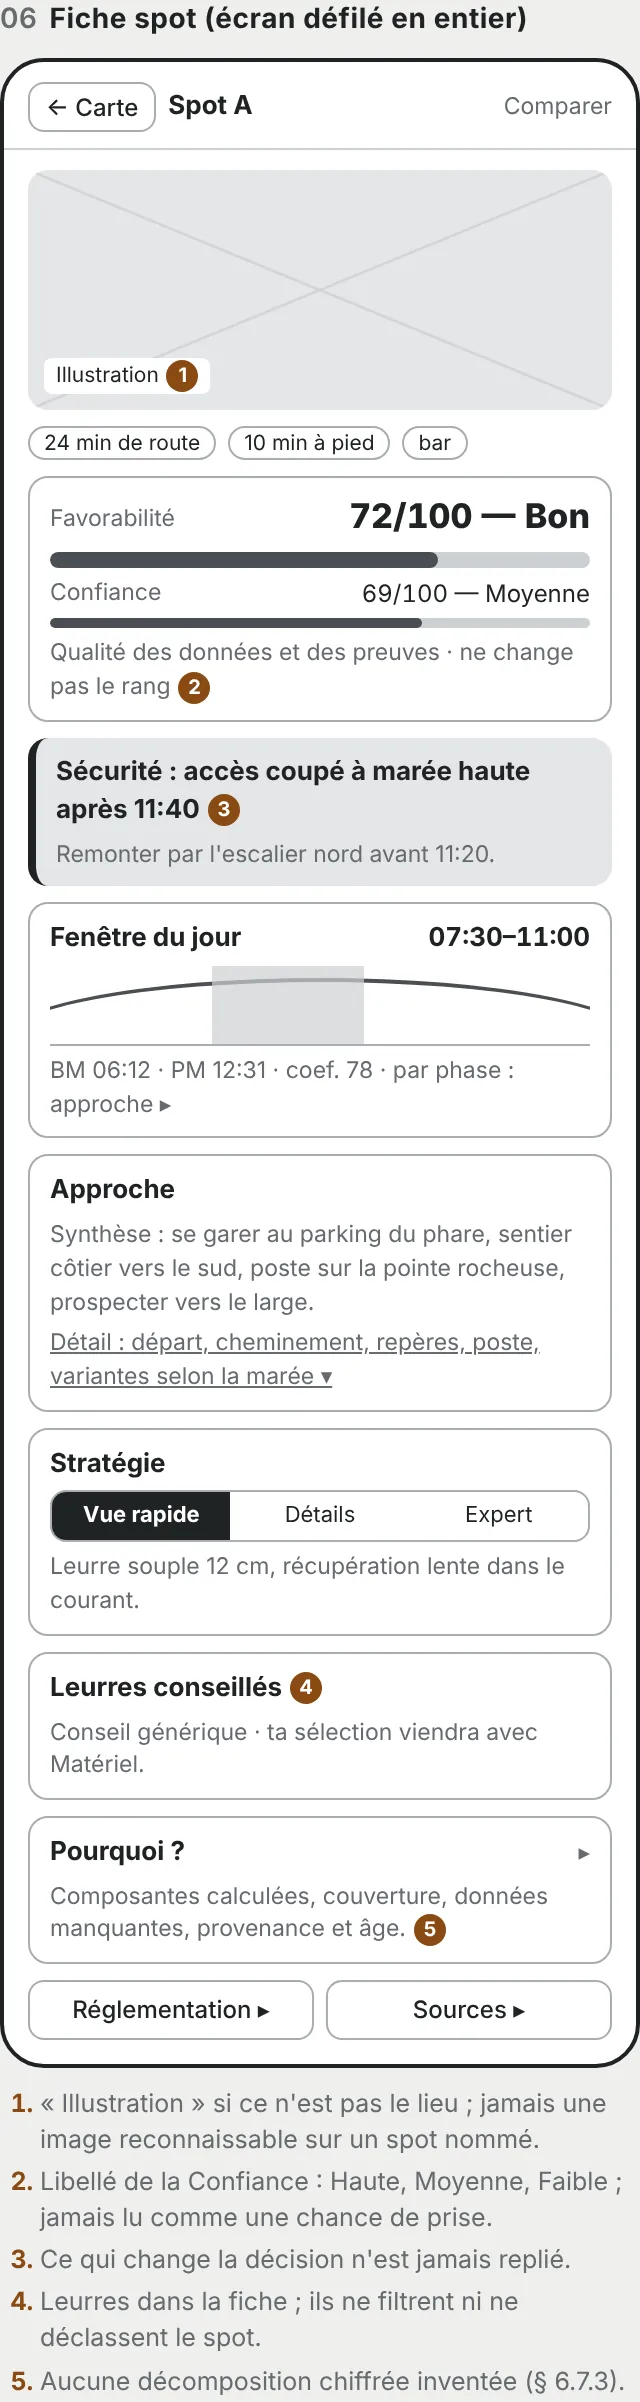 06 Fiche spot (écran défilé en entier)
← Carte
Spot A
Comparer
Illustration 1
24 min de route
10 min à pied
bar
Favorabilité
72/100 — Bon
Confiance
69/100 — Moyenne
Qualité des données et des preuves · ne change
pas le rang 2
Sécurité : accès coupé à marée haute
après 11:40 3
Remonter par l'escalier nord avant 11:20.
Fenêtre du jour
07:30–11:00
BM 06:12 · PM 12:31 · coef. 78 · par phase :
approche ▸
Approche
Synthèse : se garer au parking du phare, sentier
côtier vers le sud, poste sur la pointe rocheuse,
prospecter vers le large.
Détail : départ, cheminement, repères, poste,
variantes selon la marée ▾
Stratégie
Vue rapide
Détails
Expert
Leurre souple 12 cm, récupération lente dans le
courant.
Leurres conseillés 4
Conseil générique · ta sélection viendra avec
Matériel.
Pourquoi ? ▸
Composantes calculées, couverture, données
manquantes, provenance et âge. 5
Réglementation ▸
Sources ▸
1. « Illustration » si ce n'est pas le lieu ; jamais une
image reconnaissable sur un spot nommé.
2. Libellé de la Confiance : Haute, Moyenne, Faible ;
jamais lu comme une chance de prise.
3. Ce qui change la décision n'est jamais replié.
4. Leurres dans la fiche ; ils ne filtrent ni ne
déclassent le spot.
5. Aucune décomposition chiffrée inventée (§ 6.7.3).